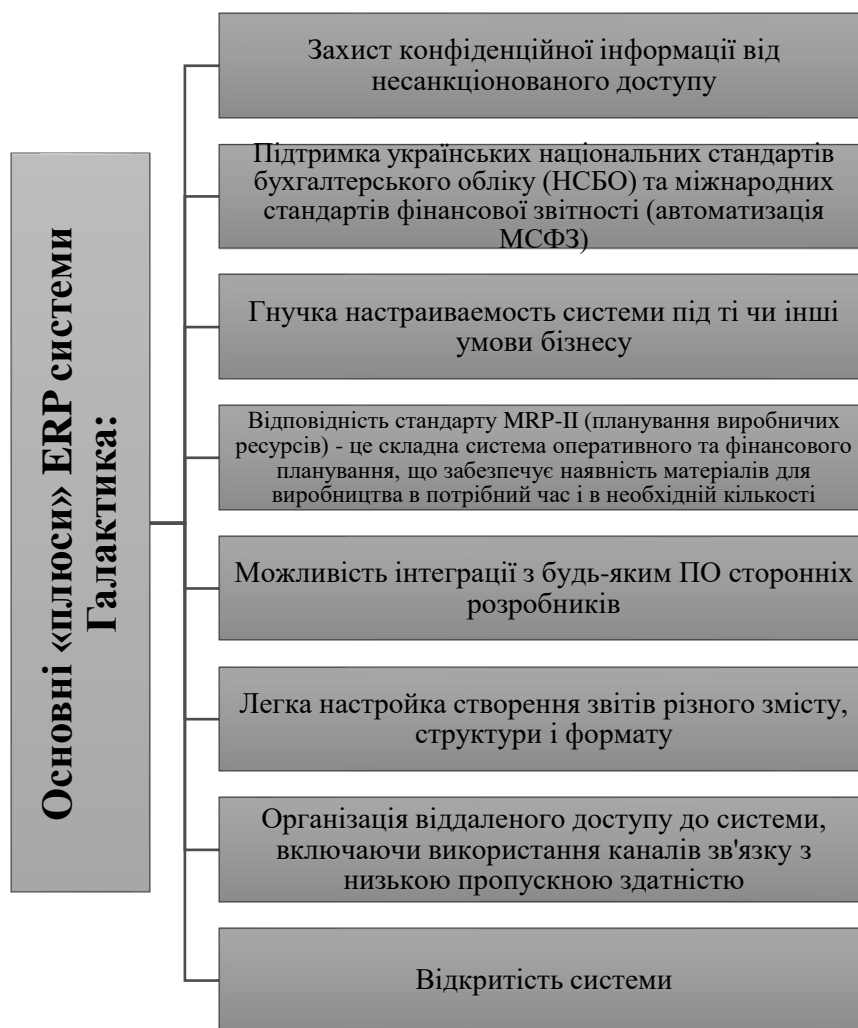 Основні «плюси» ERP системи
Галактика:
Захист конфіденційної інформації від
несанкціонованого доступу
Підтримка українських національних стандартів
бухгалтерського обліку (НСБО) та міжнародних
стандартів фінансової звітності (автоматизація
МСФЗ)
Гнучка настраиваемость системи під ті чи інші
умови бізнесу
Відповідність стандарту MRP-II (планування виробничих
ресурсів) - це складна система оперативного та фінансового
планування, що забезпечує наявність матеріалів для
виробництва в потрібний час і в необхідній кількості
Можливість інтеграції з будь-яким ПО сторонніх
розробників
Легка настройка створення звітів різного змісту,
структури і формату
Організація віддаленого доступу до системи,
включаючи використання каналів зв'язку з
низькою пропускною здатністю
Відкритість системи